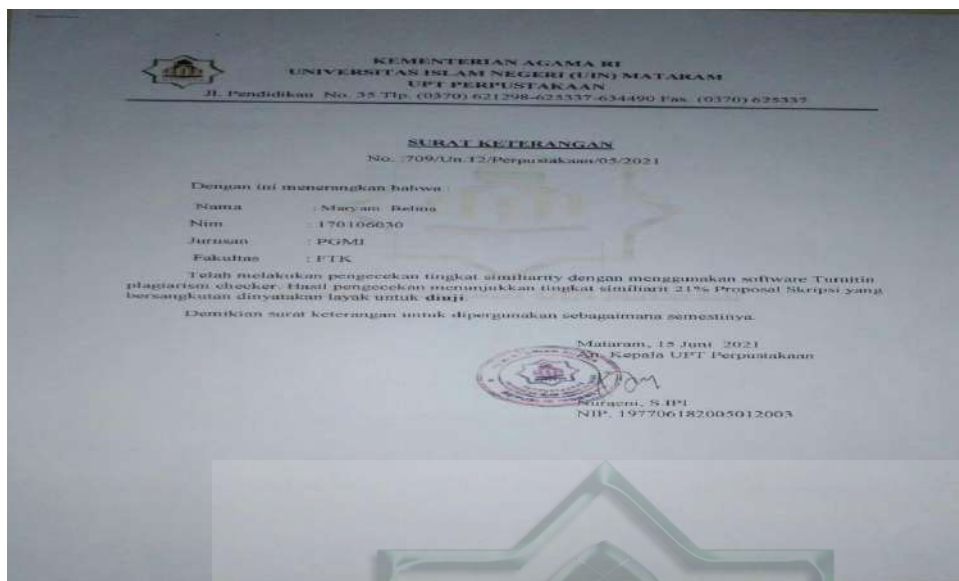 KEMENTERIAN AGAMA RI
UNIVERSITAS ISLAM NEGERI (UIN) MATARAM
UPT PERPUSTAKAAN
Jl. Pendidikan No. 35 Tlp. (0370) 621298-625337-634490 Fax. (0370) 625337
SURAT KETERANGAN
No. :709/Un.12/Perpustakaan/05/2021
Dengan ini menerangkan bahwa :
Nama : Maryam Belina
Nim : 170106030
Jurusan : PGMI
Fakultas : FTK
Telah melakukan pengecekan tingkat similiarity dengan menggunakan software Turnitin
plagiarism checker. Hasil pengecekan menunjukkan tingkat similiarit 21% Proposal Skripsi yang
bersangkutan dinyatakan layak untuk diuji.
Demikian surat keterangan untuk dipergunakan sebagaimana semestinya.
Mataram, 15 Juni 2021
An. Kepala UPT Perpustakaan
Nuraeni, S.IPI
NIP. 197706182005012003